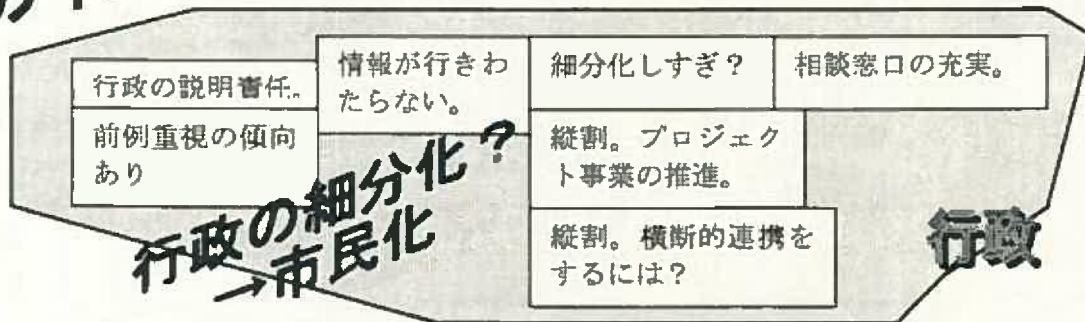 行政の説明責任。
前例重視の傾向
あり
情報が行きわ
たらない。
細分化しすぎ？
相談窓口の充実。
縦割。プロジェク
ト事業の推進。
縦割。横断的連携を
するには？
行政の細分化？
→市民化
行政